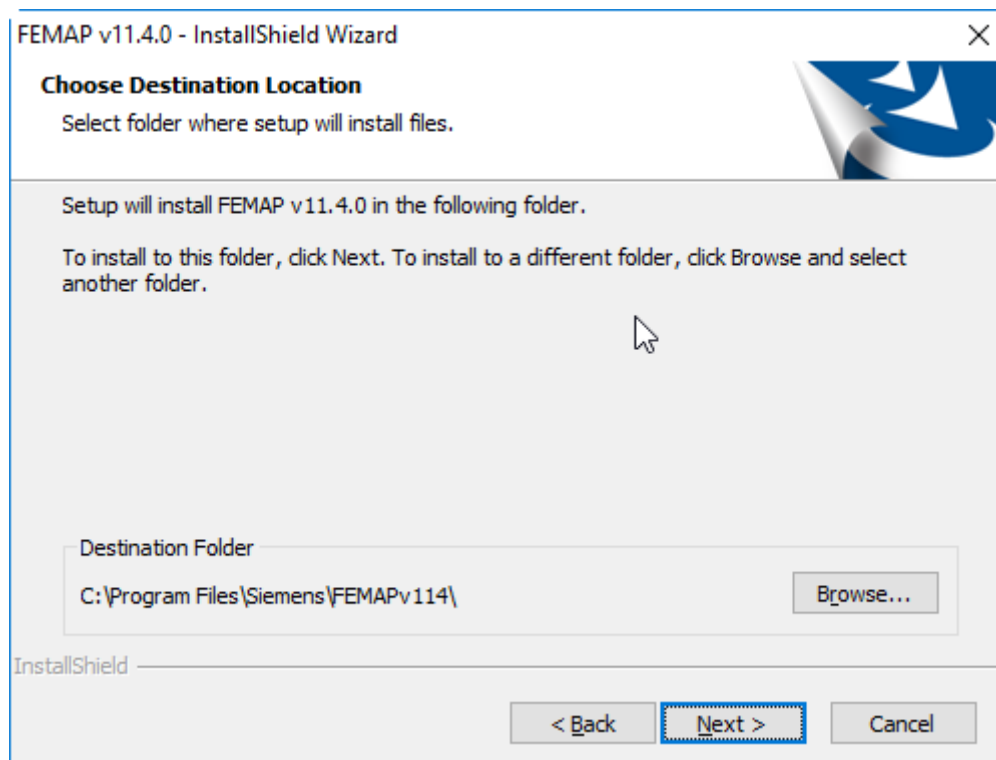 FEMAP v11.4.0 - InstallShield Wizard
Choose Destination Location
Select folder where setup will install files.
Setup will install FEMAP v11.4.0 in the following folder.
To install to this folder, click Next. To install to a different folder, click Browse and select
another folder.
Destination Folder
C:\Program Files\Siemens\FEMAPv114\
Browse...
InstallShield
< Back
Next >
Cancel